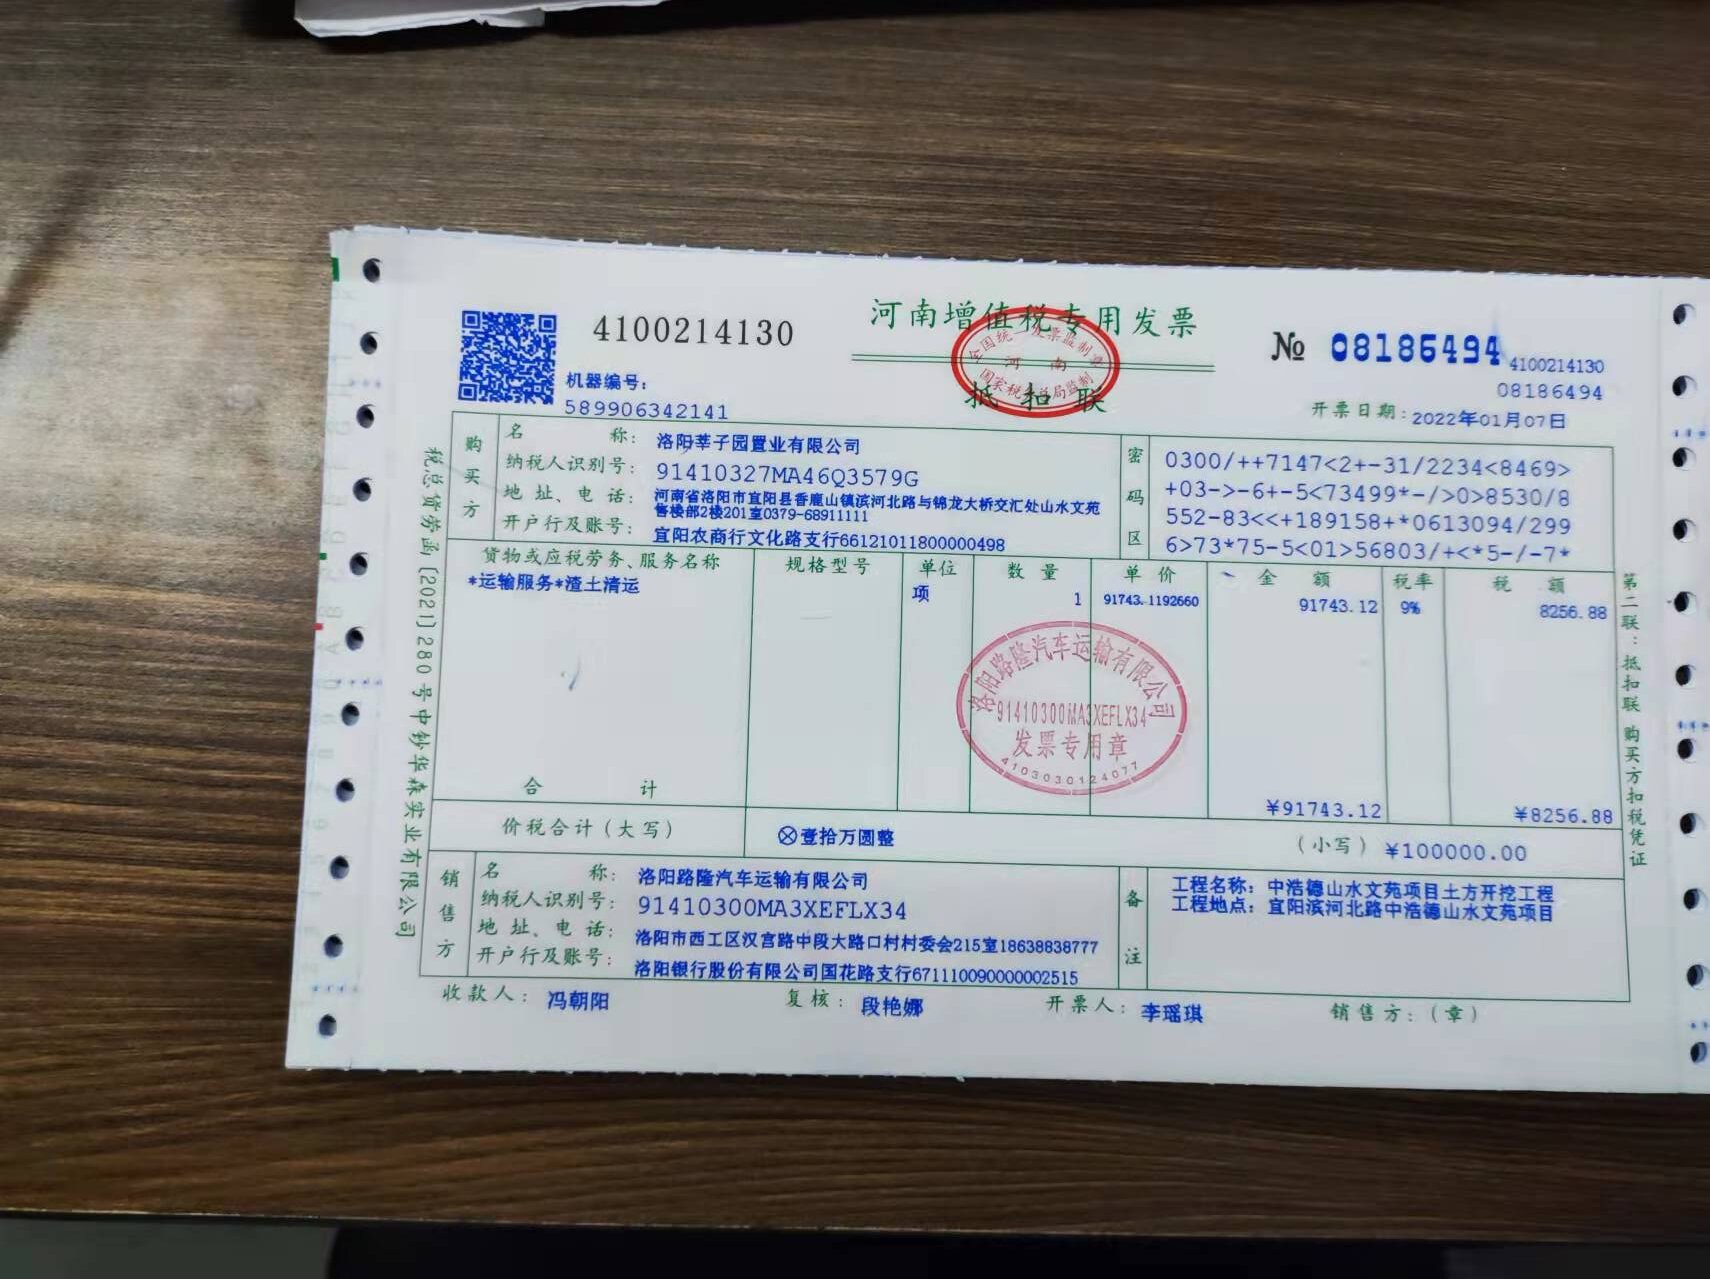 河南增值税专用发票
4100214130
№ 08186494
4100214130
08186494
抵扣联
全国统一发票监制章
河南
国家税务总局监制
机器编号:
589906342141
开票日期: 2022年01月07日
购买方
名称: 洛阳莘子园置业有限公司
纳税人识别号: 91410327MA46Q3579G
地址、电话: 河南省洛阳市宜阳县香鹿山镇滨河北路与锦龙大桥交汇处山水文苑
售楼部2楼201室0379-68911111
开户行及账号: 宜阳农商行文化路支行66121011800000498
密码区
0300/++7147<2+-31/2234<8469>
+03->-6+-5<73499*-/>0>8530/8
552-83<<+189158+*0613094/299
6>73*75-5<01>56803/+<*5-/-7*
货物或应税劳务、服务名称 规格型号 单位 数量 单价 金额 税率 税额
*运输服务*渣土清运 项 1 91743.1192660 91743.12 9% 8256.88
洛阳路隆汽车运输有限公司
91410300MA3XEFLX34
发票专用章
4103030124077
合计 ¥91743.12 ¥8256.88
价税合计(大写) ⊗壹拾万圆整 (小写) ¥100000.00
销售方
名称: 洛阳路隆汽车运输有限公司
纳税人识别号: 91410300MA3XEFLX34
地址、电话: 洛阳市西工区汉宫路中段大路口村村委会215室18638838777
开户行及账号: 洛阳银行股份有限公司国花路支行671110090000002515
备注
工程名称: 中浩德山水文苑项目土方开挖工程
工程地点: 宜阳滨河北路中浩德山水文苑项目
收款人: 冯朝阳 复核: 段艳娜 开票人: 李瑶琪 销售方:(章)
税总货劳函〔2021〕280号中钞华森实业有限公司
第二联:抵扣联 购买方扣税凭证